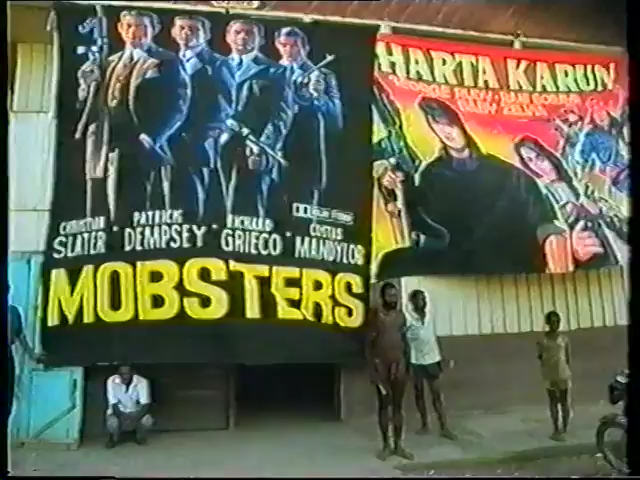 CHRISTIAN
SLATER
PATRICK
DEMPSEY
RICHARD
GRIECO
COSTAS
MANDYLOR
MOBSTERS
HARTA KARUN